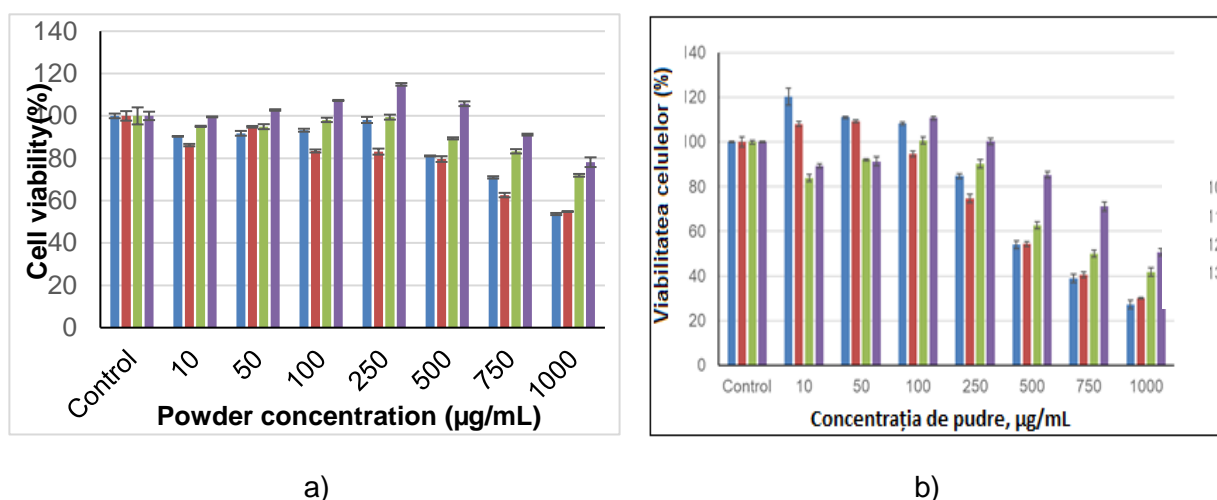 140
120
100
80
60
40
20
0
Cell viability(%)
Control
10
50
100
250
500
750
1000
Powder concentration (µg/mL)
a)
140
120
100
80
60
40
20
0
Viabilitatea celulelor (%)
Control 10 50 100 250 500 750 1000
Concentrația de pudre, µg/mL
b)